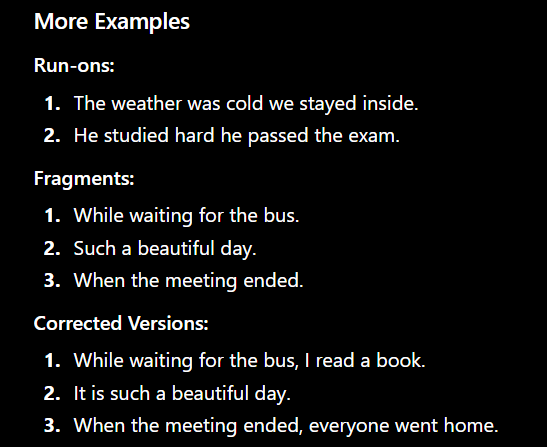 More Examples
Run-ons:
1. The weather was cold we stayed inside.
2. He studied hard he passed the exam.
Fragments:
1. While waiting for the bus.
2. Such a beautiful day.
3. When the meeting ended.
Corrected Versions:
1. While waiting for the bus, I read a book.
2. It is such a beautiful day.
3. When the meeting ended, everyone went home.